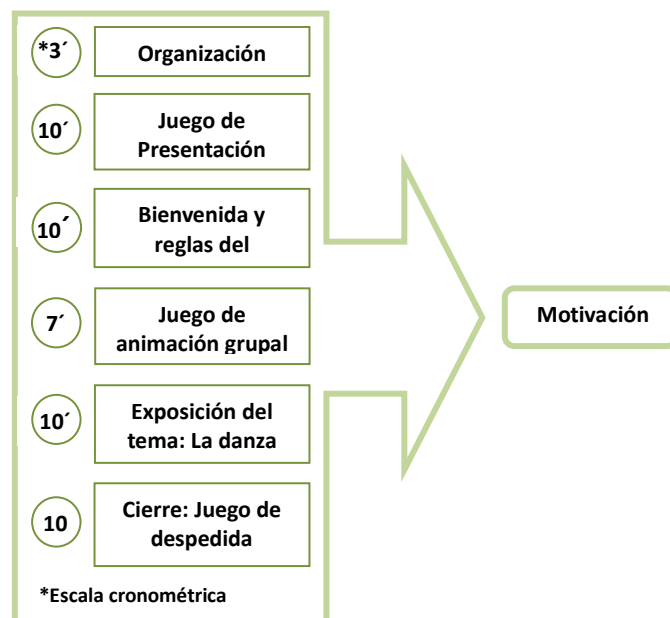 *3´ Organización
10´ Juego de
Presentación
10´ Bienvenida y
reglas del
7´ Juego de
animación grupal
10´ Exposición del
tema: La danza
10 Cierre: Juego de
despedida
*Escala cronométrica
Motivación